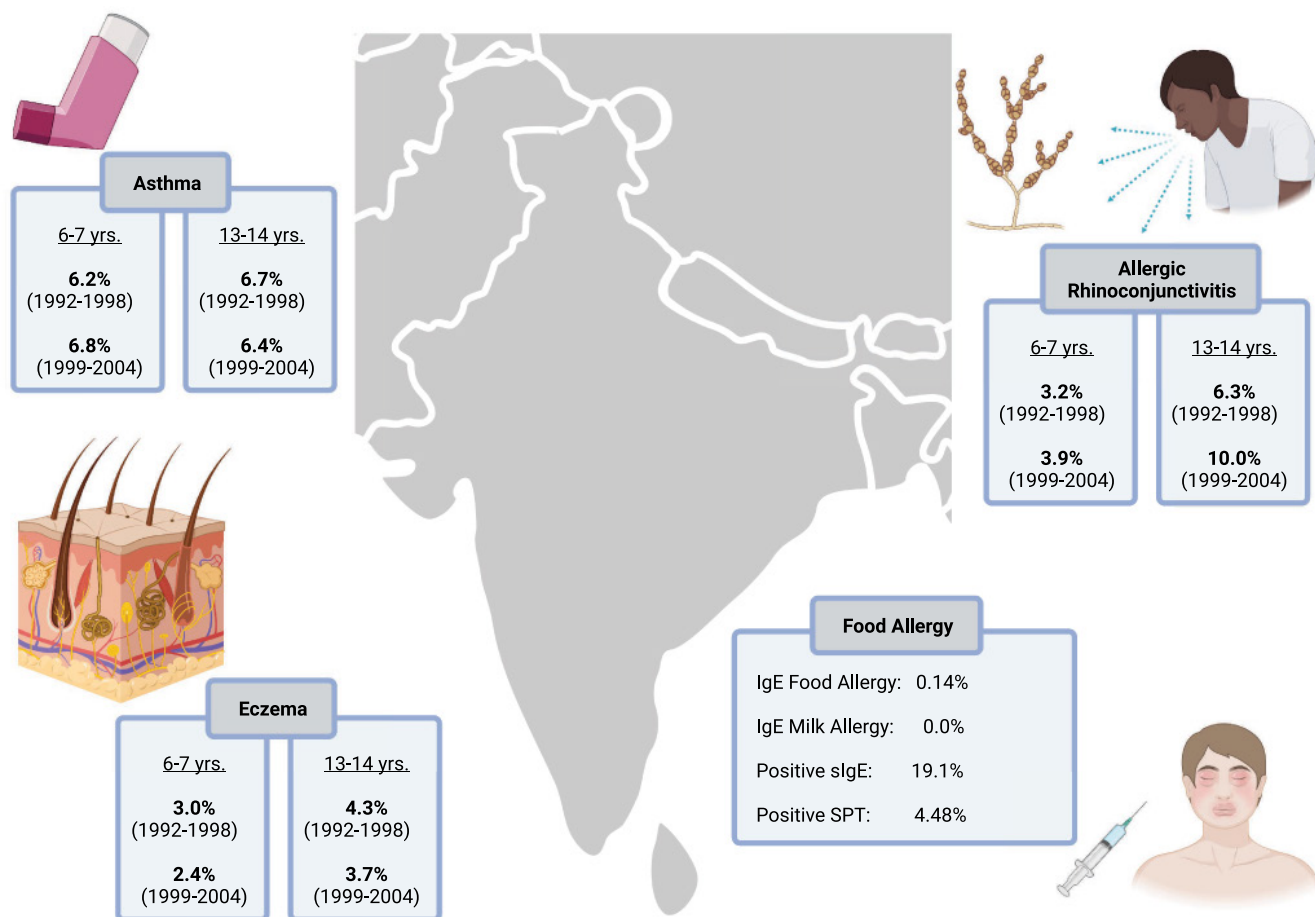 Asthma
6-7 yrs.
6.2%
(1992-1998)
6.8%
(1999-2004)
13-14 yrs.
6.7%
(1992-1998)
6.4%
(1999-2004)
Allergic
Rhinoconjunctivitis
6-7 yrs.
3.2%
(1992-1998)
3.9%
(1999-2004)
13-14 yrs.
6.3%
(1992-1998)
10.0%
(1999-2004)
Eczema
6-7 yrs.
3.0%
(1992-1998)
2.4%
(1999-2004)
13-14 yrs.
4.3%
(1992-1998)
3.7%
(1999-2004)
Food Allergy
IgE Food Allergy: 0.14%
IgE Milk Allergy: 0.0%
Positive sIgE: 19.1%
Positive SPT: 4.48%